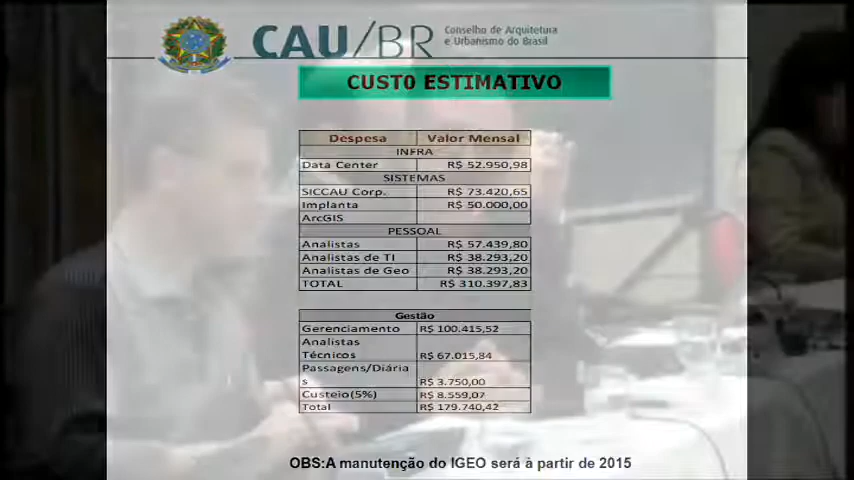 CAU/BR Conselho de Arquitetura
e Urbanismo do Brasil
CUSTO ESTIMATIVO
Despesa Valor Mensal
INFRA
Data Center R$ 52.950,98
SISTEMAS
SICCAU Corp. R$ 73.420,65
Implanta R$ 50.000,00
ArcGIS
PESSOAL
Analistas R$ 57.439,80
Analistas de TI R$ 38.293,20
Analistas de Geo R$ 38.293,20
TOTAL R$ 310.397,83
Gestão
Gerenciamento R$ 100.415,52
Analistas
Técnicos R$ 67.015,84
Passagens/Diária
s R$ 3.750,00
Custeio(5%) R$ 8.559,07
Total R$ 179.740,42
OBS:A manutenção do IGEO será à partir de 2015